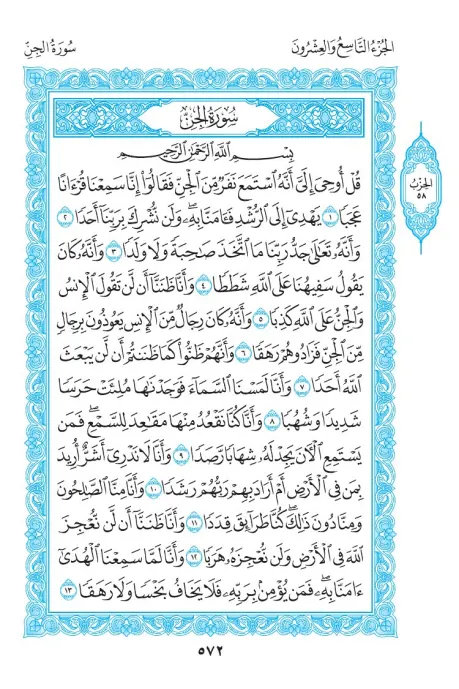 الجُزْءُ التَّاسِعُ وَالعِشْرُونَ
سُورَةُ الجِنِّ
سُورَةُ الجِنِّ
بِسْمِ ٱللَّهِ ٱلرَّحْمَٰنِ ٱلرَّحِيمِ
قُلْ أُوحِىَ إِلَىَّ أَنَّهُ ٱسْتَمَعَ نَفَرٌ مِّنَ ٱلْجِنِّ فَقَالُوٓا۟ إِنَّا سَمِعْنَا قُرْءَانًا
عَجَبًا ١ يَهْدِىٓ إِلَى ٱلرُّشْدِ فَـَٔامَنَّا بِهِۦ ۖ وَلَن نُّشْرِكَ بِرَبِّنَآ أَحَدًا ٢
وَأَنَّهُۥ تَعَٰلَىٰ جَدُّ رَبِّنَا مَا ٱتَّخَذَ صَٰحِبَةً وَلَا وَلَدًا ٣ وَأَنَّهُۥ كَانَ
يَقُولُ سَفِيهُنَا عَلَى ٱللَّهِ شَطَطًا ٤ وَأَنَّا ظَنَنَّآ أَن لَّن تَقُولَ ٱلْإِنسُ
وَٱلْجِنُّ عَلَى ٱللَّهِ كَذِبًا ٥ وَأَنَّهُۥ كَانَ رِجَالٌ مِّنَ ٱلْإِنسِ يَعُوذُونَ بِرِجَالٍ
مِّنَ ٱلْجِنِّ فَزَادُوهُمْ رَهَقًا ٦ وَأَنَّهُمْ ظَنُّوا۟ كَمَا ظَنَنتُمْ أَن لَّن يَبْعَثَ
ٱللَّهُ أَحَدًا ٧ وَأَنَّا لَمَسْنَا ٱلسَّمَآءَ فَوَجَدْنَٰهَا مُلِئَتْ حَرَسًا
شَدِيدًا وَشُهُبًا ٨ وَأَنَّا كُنَّا نَقْعُدُ مِنْهَا مَقَٰعِدَ لِلسَّمْعِ ۖ فَمَن
يَسْتَمِعِ ٱلْءَانَ يَجِدْ لَهُۥ شِهَابًا رَّصَدًا ٩ وَأَنَّا لَا نَدْرِىٓ أَشَرٌّ أُرِيدَ
بِمَن فِى ٱلْأَرْضِ أَمْ أَرَادَ بِهِمْ رَبُّهُمْ رَشَدًا ١٠ وَأَنَّا مِنَّا ٱلصَّٰلِحُونَ
وَمِنَّا دُونَ ذَٰلِكَ ۖ كُنَّا طَرَآئِقَ قِدَدًا ١١ وَأَنَّا ظَنَنَّآ أَن لَّن نُّعْجِزَ
ٱللَّهَ فِى ٱلْأَرْضِ وَلَن نُّعْجِزَهُۥ هَرَبًا ١٢ وَأَنَّا لَمَّا سَمِعْنَا ٱلْهُدَىٰٓ
ءَامَنَّا بِهِۦ ۖ فَمَن يُؤْمِنۢ بِرَبِّهِۦ فَلَا يَخَافُ بَخْسًا وَلَا رَهَقًا ١٣
الحِزْبُ
٥٨
٥٧٢